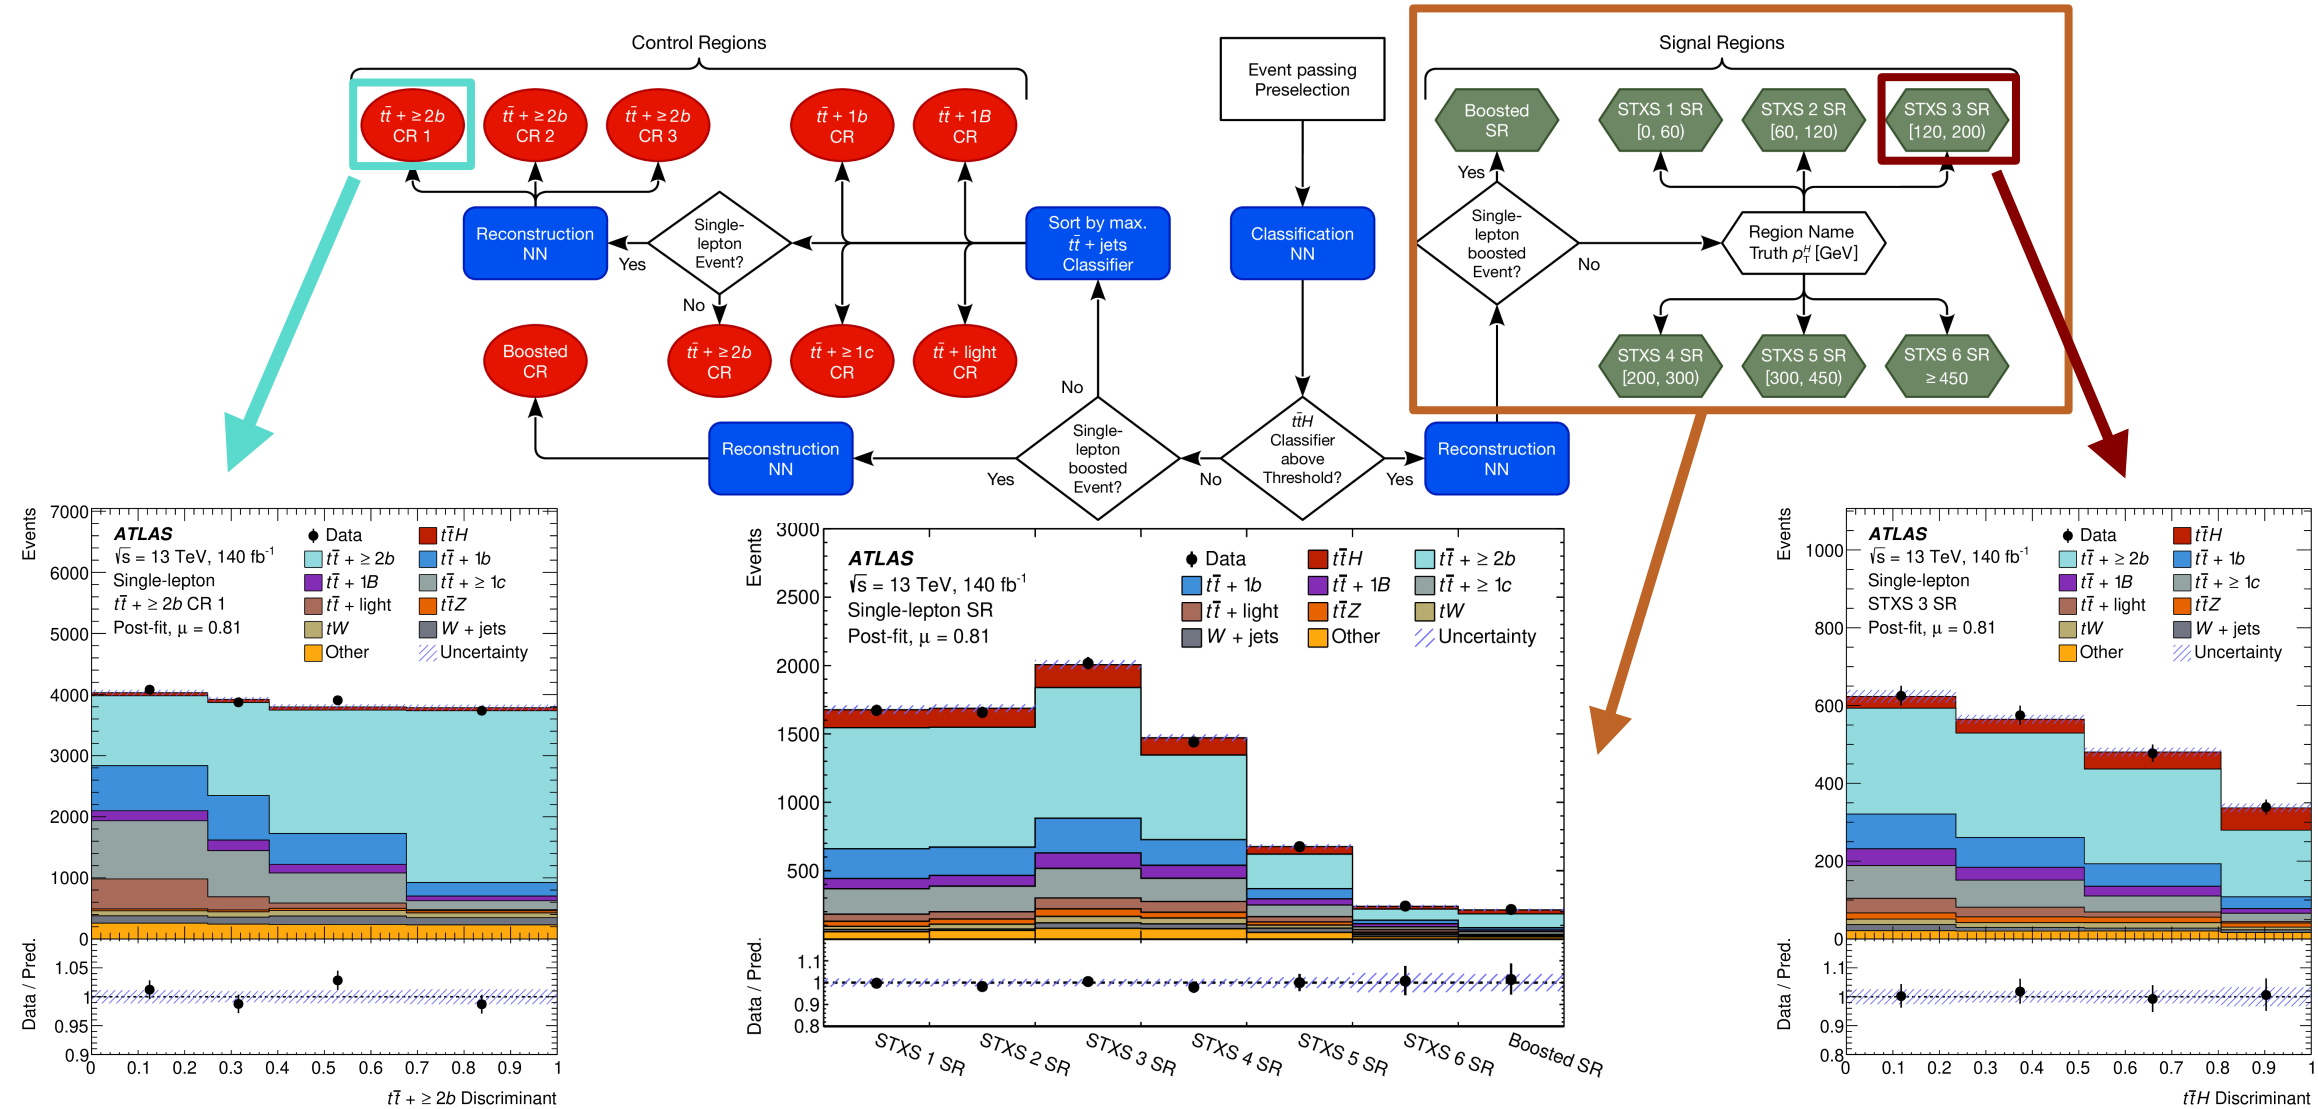 Control Regions
Signal Regions
tt̄ + ≥ 2b
CR 1
tt̄ + ≥ 2b
CR 2
tt̄ + ≥ 2b
CR 3
tt̄ + 1b
CR
tt̄ + 1B
CR
Event passing
Preselection
Boosted
SR
STXS 1 SR
[0, 60)
STXS 2 SR
[60, 120)
STXS 3 SR
[120, 200)
Reconstruction
NN
Yes
Single-
lepton
Event?
No
Sort by max.
tt̄ + jets
Classifier
Classification
NN
Yes
Single-
lepton
boosted
Event?
No
Region Name
Truth p_T^H [GeV]
Boosted
CR
tt̄ + ≥ 2b
CR
tt̄ + ≥ 1c
CR
tt̄ + light
CR
STXS 4 SR
[200, 300)
STXS 5 SR
[300, 450)
STXS 6 SR
≥ 450
Reconstruction
NN
Yes
No
Single-
lepton
boosted
Event?
No
tt̄H
Classifier
above
Threshold?
Yes
Reconstruction
NN
Events
7000
6000
5000
4000
3000
2000
1000
0
ATLAS
√s = 13 TeV, 140 fb⁻¹
Single-lepton
tt̄ + ≥ 2b CR 1
Post-fit, μ = 0.81
Data
tt̄H
tt̄ + ≥ 2b
tt̄ + 1b
tt̄ + 1B
tt̄ + ≥ 1c
tt̄ + light
tt̄Z
tW
W + jets
Other
Uncertainty
Data / Pred.
1.05
1
0.95
0.9
0 0.1 0.2 0.3 0.4 0.5 0.6 0.7 0.8 0.9 1
tt̄ + ≥ 2b Discriminant
Events
3000
2500
2000
1500
1000
500
ATLAS
√s = 13 TeV, 140 fb⁻¹
Single-lepton SR
Post-fit, μ = 0.81
Data
tt̄H
tt̄ + ≥ 2b
tt̄ + 1b
tt̄ + 1B
tt̄ + ≥ 1c
tt̄ + light
tt̄Z
tW
W + jets
Other
Uncertainty
Data / Pred.
1.1
1
0.9
0.8
STXS 1 SR
STXS 2 SR
STXS 3 SR
STXS 4 SR
STXS 5 SR
STXS 6 SR
Boosted SR
Events
1000
800
600
400
200
0
ATLAS
√s = 13 TeV, 140 fb⁻¹
Single-lepton
STXS 3 SR
Post-fit, μ = 0.81
Data
tt̄H
tt̄ + ≥ 2b
tt̄ + 1b
tt̄ + 1B
tt̄ + ≥ 1c
tt̄ + light
tt̄Z
tW
W + jets
Other
Uncertainty
Data / Pred.
1.1
1
0.9
0.8
0 0.1 0.2 0.3 0.4 0.5 0.6 0.7 0.8 0.9 1
tt̄H Discriminant